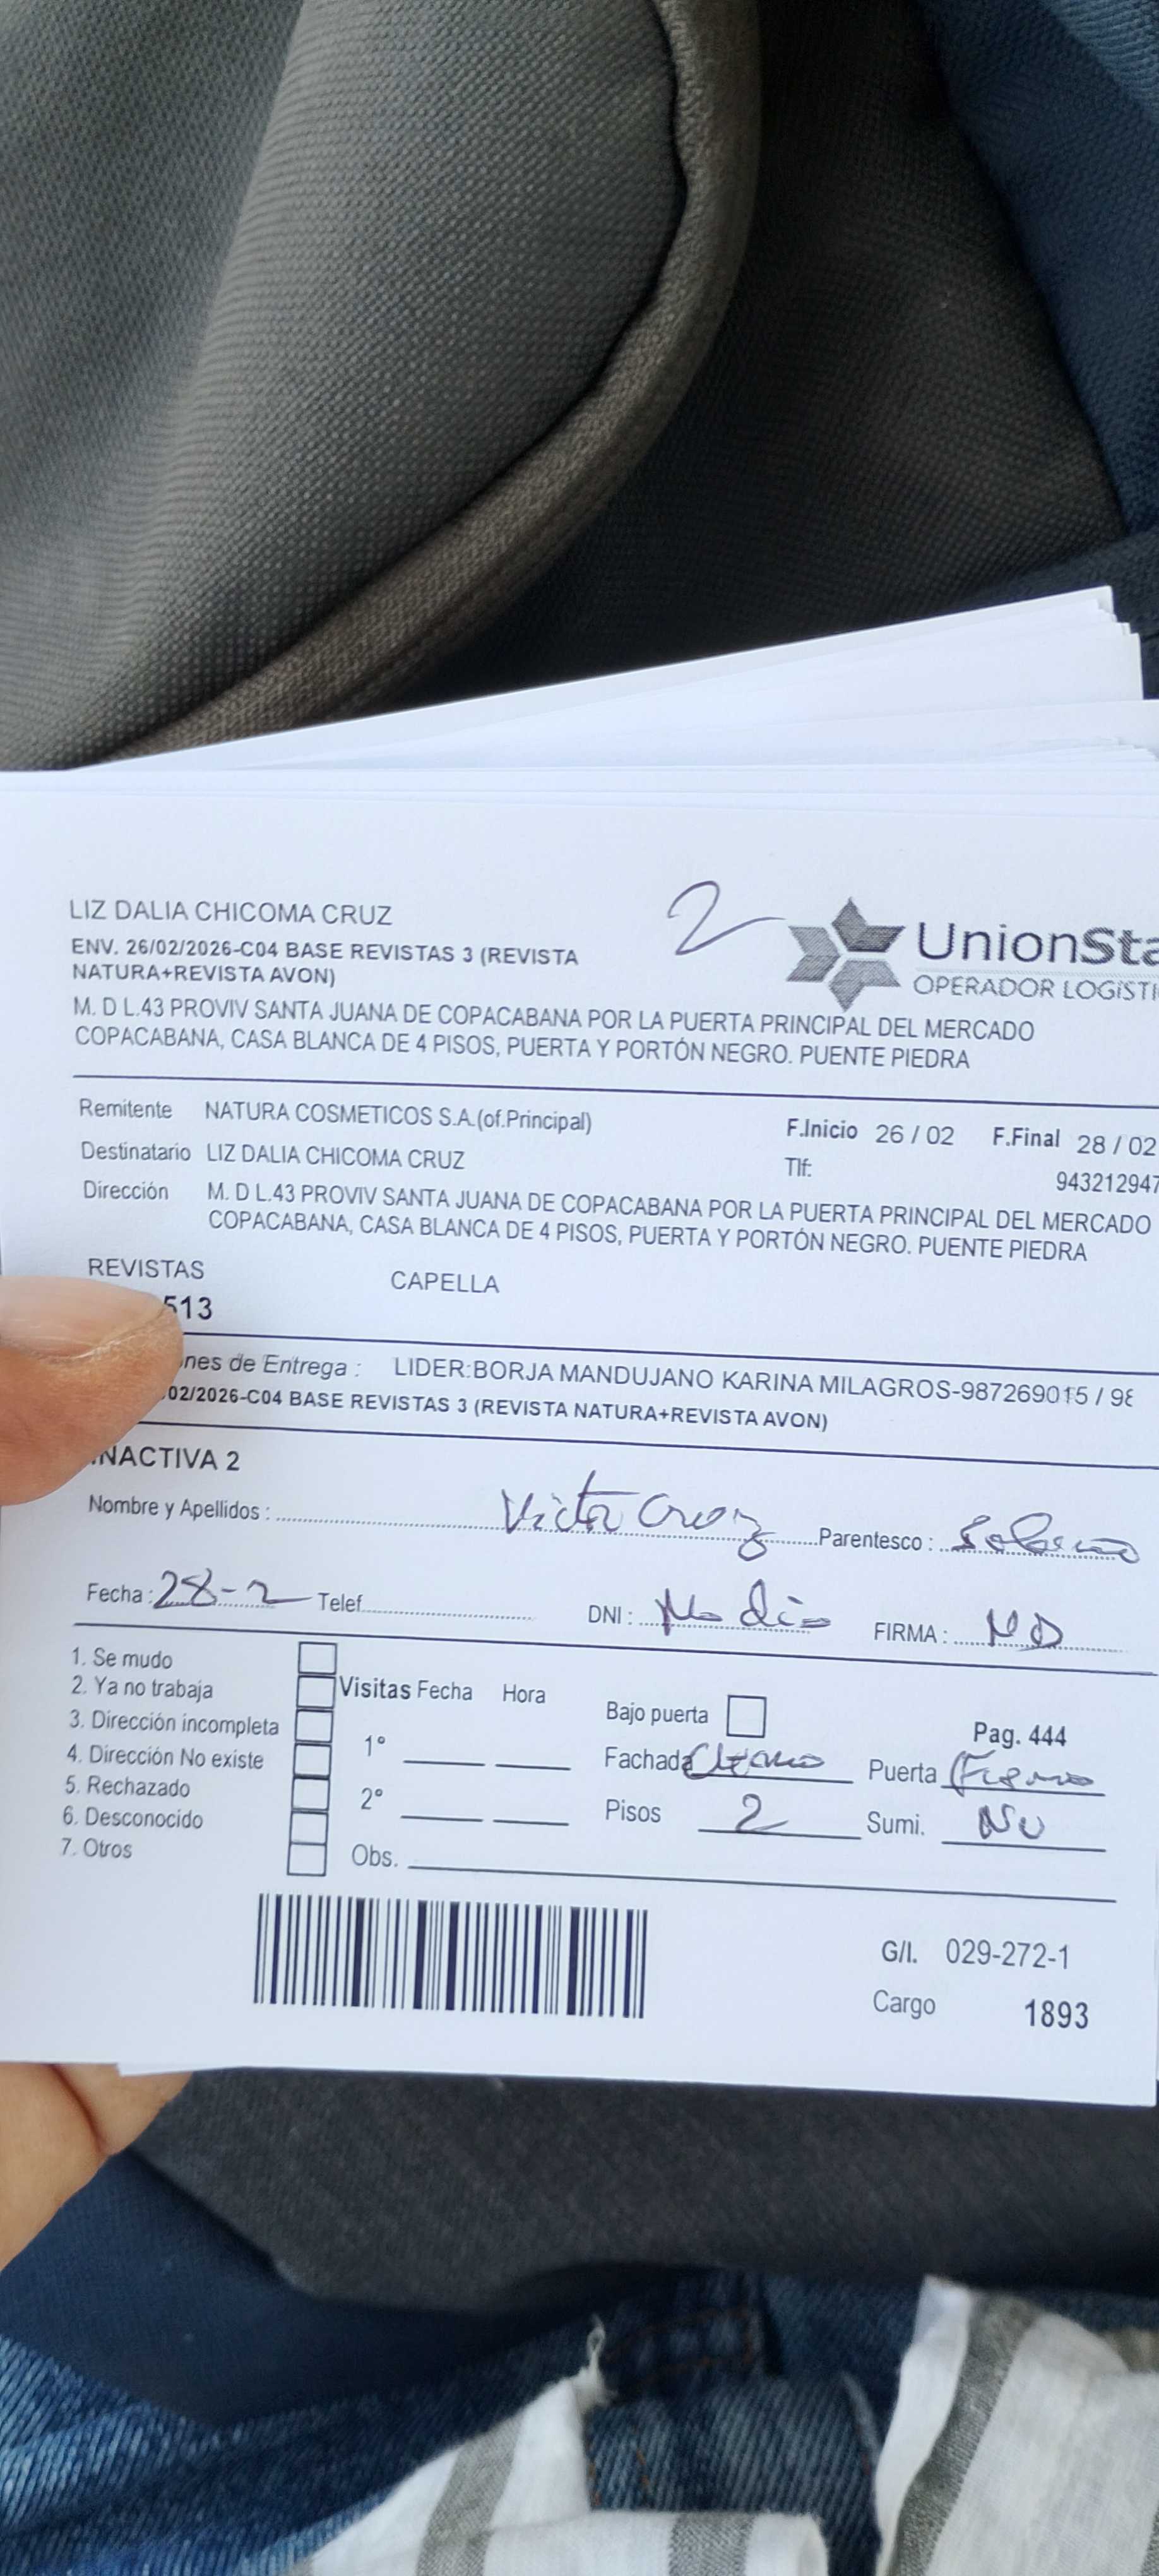 LIZ DALIA CHICOMA CRUZ
2
ENV. 26/02/2026-C04 BASE REVISTAS 3 (REVISTA
NATURA+REVISTA AVON)
UnionSta
OPERADOR LOGÍSTI
M. D L.43 PROVIV SANTA JUANA DE COPACABANA POR LA PUERTA PRINCIPAL DEL MERCADO
COPACABANA, CASA BLANCA DE 4 PISOS, PUERTA Y PORTÓN NEGRO. PUENTE PIEDRA
Remitente NATURA COSMETICOS S.A.(of.Principal) F.Inicio 26 / 02 F.Final 28 / 02
Destinatario LIZ DALIA CHICOMA CRUZ Tlf: 943212947
Dirección M. D L.43 PROVIV SANTA JUANA DE COPACABANA POR LA PUERTA PRINCIPAL DEL MERCADO
COPACABANA, CASA BLANCA DE 4 PISOS, PUERTA Y PORTÓN NEGRO. PUENTE PIEDRA
REVISTAS CAPELLA
513
nes de Entrega : LIDER:BORJA MANDUJANO KARINA MILAGROS-987269015 / 98
02/2026-C04 BASE REVISTAS 3 (REVISTA NATURA+REVISTA AVON)
NACTIVA 2
Nombre y Apellidos : Victor Cruz Parentesco :
Fecha : 28-2 Telef. DNI : No dio FIRMA : ND
1. Se mudo
2. Ya no trabaja
3. Dirección incompleta
4. Dirección No existe
5. Rechazado
6. Desconocido
7. Otros
Visitas Fecha Hora
1°
2°
Obs.
Bajo puerta Pag. 444
Fachada Puerta Fierro
Pisos 2 Sumi. No
G/I. 029-272-1
Cargo 1893